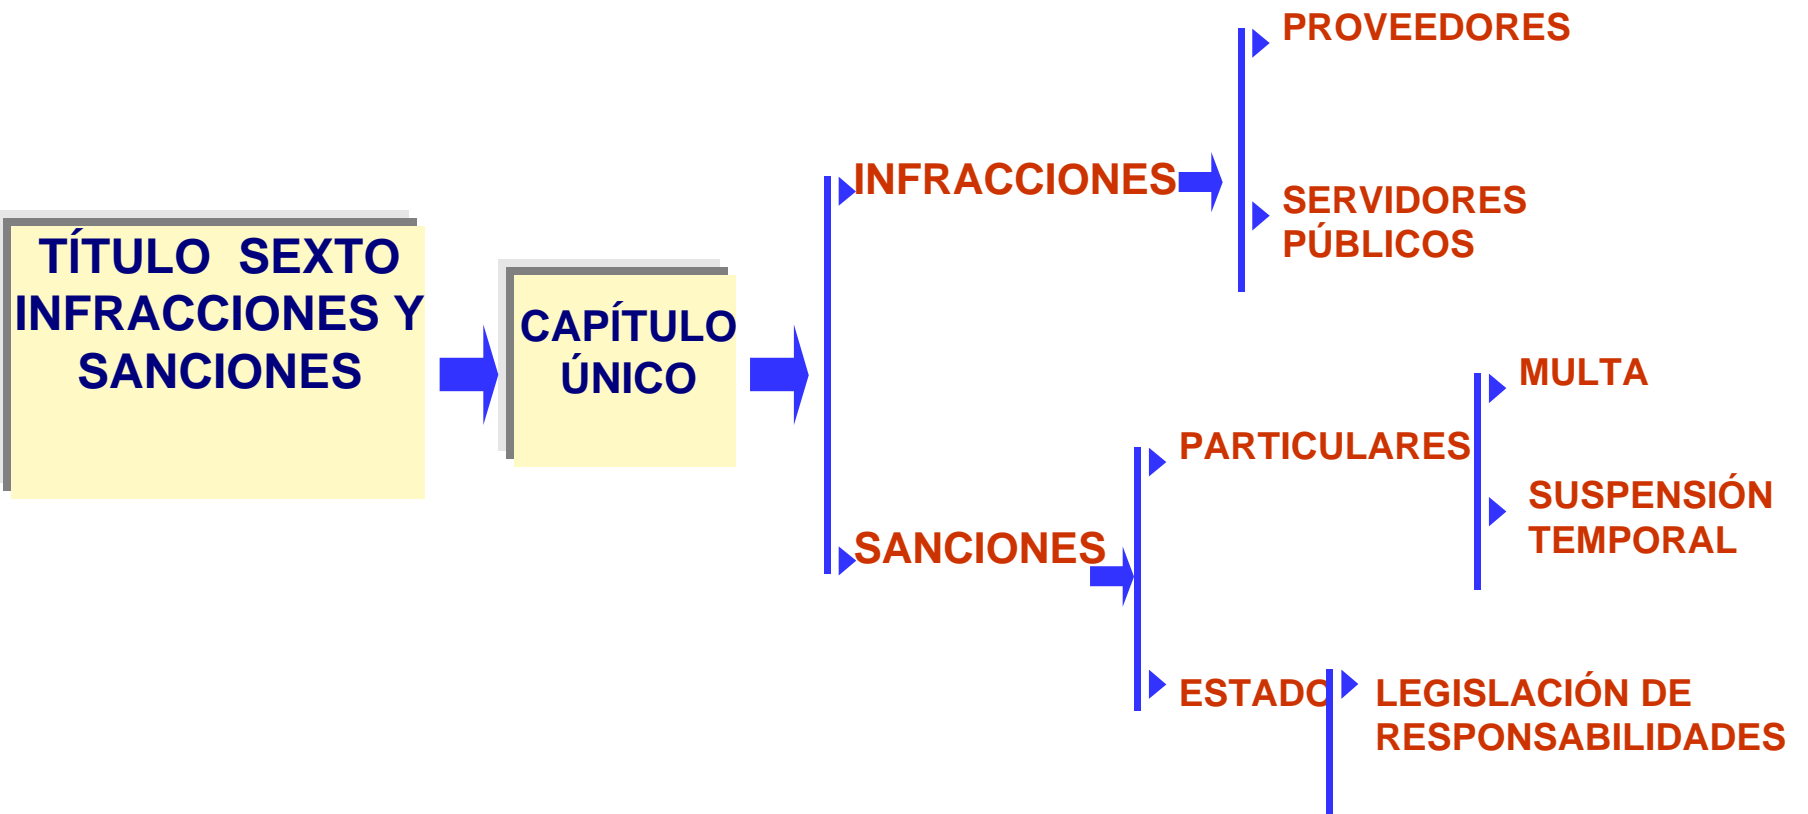 TÍTULO SEXTO
INFRACCIONES Y
SANCIONES
CAPÍTULO
ÚNICO
INFRACCIONES
PROVEEDORES
SERVIDORES
PÚBLICOS
SANCIONES
PARTICULARES
MULTA
SUSPENSIÓN
TEMPORAL
ESTADO
LEGISLACIÓN DE
RESPONSABILIDADES